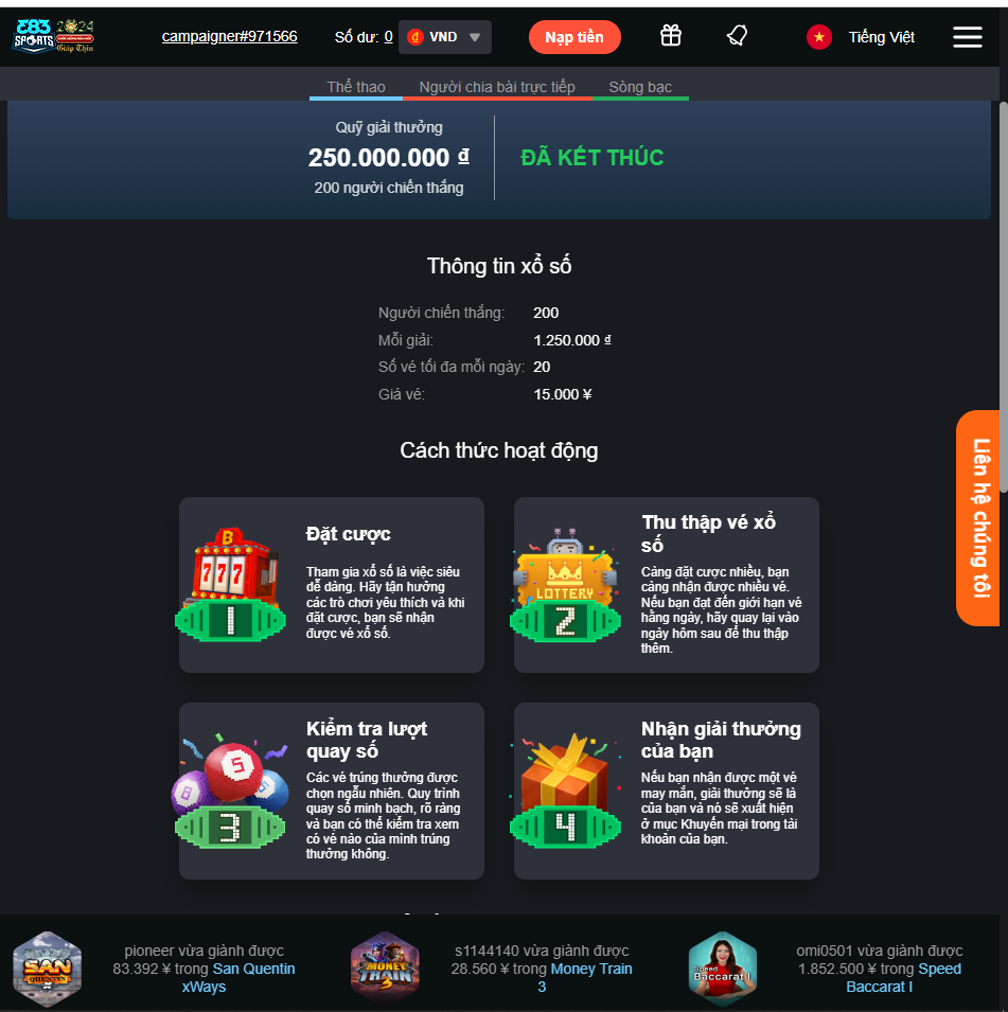 E83 2024
SPORTS Giáp Thìn
campaigner#971566
Số dư: 0
VND
Nạp tiền
Tiếng Việt
Thể thao
Người chia bài trực tiếp
Sòng bạc
Quỹ giải thưởng
250.000.000 ₫
200 người chiến thắng
ĐÃ KẾT THÚC
Thông tin xổ số
Người chiến thắng: 200
Mỗi giải: 1.250.000 ₫
Số vé tối đa mỗi ngày: 20
Giá vé: 15.000 ¥
Liên hệ chúng tôi
Cách thức hoạt động
B
777
1
Đặt cược
Tham gia xổ số là việc siêu
dễ dàng. Hãy tận hưởng
các trò chơi yêu thích và khi
đặt cược, bạn sẽ nhận
được vé xổ số.
LOTTERY
2
Thu thập vé xổ
số
Càng đặt cược nhiều, bạn
càng nhận được nhiều vé.
Nếu bạn đạt đến giới hạn vé
hằng ngày, hãy quay lại vào
ngày hôm sau để thu thập
thêm.
5
8
3
Kiểm tra lượt
quay số
Các vé trúng thưởng được
chọn ngẫu nhiên. Quy trình
quay số minh bạch, rõ ràng
và bạn có thể kiểm tra xem
có vé nào của mình trúng
thưởng không.
4
Nhận giải thưởng
của bạn
Nếu bạn nhận được một vé
may mắn, giải thưởng sẽ là
của bạn và nó sẽ xuất hiện
ở mục Khuyến mại trong tài
khoản của bạn.
SAN
QUENTIN
pioneer vừa giành được
83.392 ¥ trong San Quentin
xWays
MONEY
TRAIN
3
s1144140 vừa giành được
28.560 ¥ trong Money Train
3
Speed
Baccarat I
omi0501 vừa giành được
1.852.500 ¥ trong Speed
Baccarat I